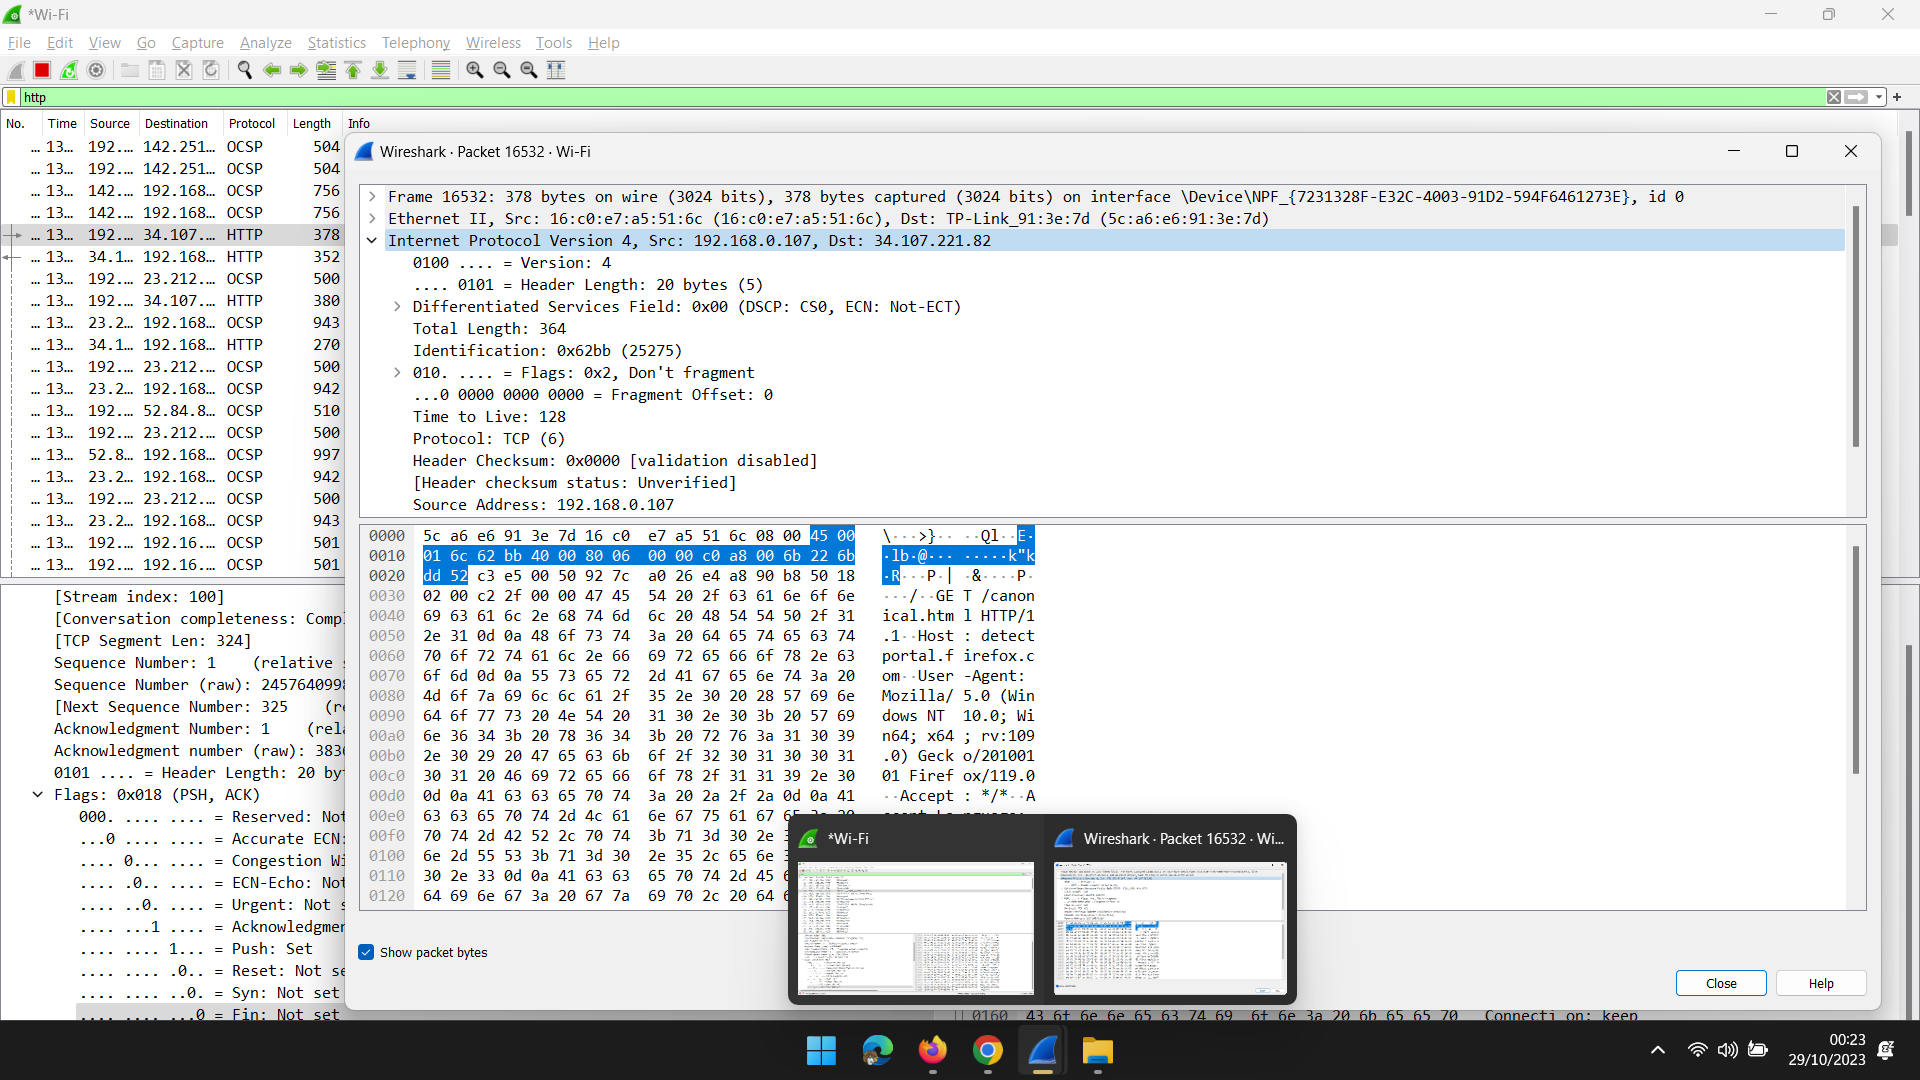 *Wi-Fi
File Edit View Go Capture Analyze Statistics Telephony Wireless Tools Help
http
No. Time Source Destination Protocol Length Info
... 13... 192.... 142.251... OCSP 504
... 13... 192.... 142.251... OCSP 504
... 13... 142.... 192.168... OCSP 756
... 13... 142.... 192.168... OCSP 756
... 13... 192.... 34.107.... HTTP 378
... 13... 34.1... 192.168... HTTP 352
... 13... 192.... 23.212.... OCSP 500
... 13... 192.... 34.107.... HTTP 380
... 13... 23.2... 192.168... OCSP 943
... 13... 34.1... 192.168... HTTP 270
... 13... 192.... 23.212.... OCSP 500
... 13... 23.2... 192.168... OCSP 942
... 13... 192.... 52.84.8... OCSP 510
... 13... 192.... 23.212.... OCSP 500
... 13... 52.8... 192.168... OCSP 997
... 13... 23.2... 192.168... OCSP 942
... 13... 192.... 23.212.... OCSP 500
... 13... 23.2... 192.168... OCSP 943
... 13... 192.... 192.16.... OCSP 501
... 13... 192.... 192.16.... OCSP 501
Wireshark · Packet 16532 · Wi-Fi
Frame 16532: 378 bytes on wire (3024 bits), 378 bytes captured (3024 bits) on interface \Device\NPF_{7231328F-E32C-4003-91D2-594F6461273E}, id 0
Ethernet II, Src: 16:c0:e7:a5:51:6c (16:c0:e7:a5:51:6c), Dst: TP-Link_91:3e:7d (5c:a6:e6:91:3e:7d)
Internet Protocol Version 4, Src: 192.168.0.107, Dst: 34.107.221.82
0100 .... = Version: 4
.... 0101 = Header Length: 20 bytes (5)
Differentiated Services Field: 0x00 (DSCP: CS0, ECN: Not-ECT)
Total Length: 364
Identification: 0x62bb (25275)
010. .... = Flags: 0x2, Don't fragment
...0 0000 0000 0000 = Fragment Offset: 0
Time to Live: 128
Protocol: TCP (6)
Header Checksum: 0x0000 [validation disabled]
[Header checksum status: Unverified]
Source Address: 192.168.0.107
0000 5c a6 e6 91 3e 7d 16 c0 e7 a5 51 6c 08 00 45 00 \···>}·· ··Ql··E·
0010 01 6c 62 bb 40 00 80 06 00 00 c0 a8 00 6b 22 6b ·lb·@··· ·····k"k
0020 dd 52 c3 e5 00 50 92 7c a0 26 e4 a8 90 b8 50 18 ·R···P·| ·&····P·
0030 02 00 c2 2f 00 00 47 45 54 20 2f 63 61 6e 6f 6e ···/··GE T /canon
0040 69 63 61 6c 2e 68 74 6d 6c 20 48 54 54 50 2f 31 ical.htm l HTTP/1
0050 2e 31 0d 0a 48 6f 73 74 3a 20 64 65 74 65 63 74 .1··Host : detect
0060 70 6f 72 74 61 6c 2e 66 69 72 65 66 6f 78 2e 63 portal.f irefox.c
0070 6f 6d 0d 0a 55 73 65 72 2d 41 67 65 6e 74 3a 20 om··User -Agent:
0080 4d 6f 7a 69 6c 6c 61 2f 35 2e 30 20 28 57 69 6e Mozilla/ 5.0 (Win
0090 64 6f 77 73 20 4e 54 20 31 30 2e 30 3b 20 57 69 dows NT 10.0; Wi
00a0 6e 36 34 3b 20 78 36 34 3b 20 72 76 3a 31 30 39 n64; x64 ; rv:109
00b0 2e 30 29 20 47 65 63 6b 6f 2f 32 30 31 30 30 31 .0) Geck o/201001
00c0 30 31 20 46 69 72 65 66 6f 78 2f 31 31 39 2e 30 01 Firef ox/119.0
00d0 0d 0a 41 63 63 65 70 74 3a 20 2a 2f 2a 0d 0a 41 ··Accept : */*··A
00e0 63 63 65 70 74 2d 4c 61 6e 67 75 61 67 65
00f0 70 74 2d 42 52 2c 70 74 3b 71 3d 30 2e
0100 6e 2d 55 53 3b 71 3d 30 2e 35 2c 65 6e
0110 30 2e 33 0d 0a 41 63 63 65 70 74 2d 45
0120 64 69 6e 67 3a 20 67 7a 69 70 2c 20 64
Show packet bytes
Close Help
[Stream index: 100]
[Conversation completeness: Comp
[TCP Segment Len: 324]
Sequence Number: 1 (relative
Sequence Number (raw): 245764099
[Next Sequence Number: 325 (re
Acknowledgment Number: 1 (rela
Acknowledgment number (raw): 3836
0101 .... = Header Length: 20 by
Flags: 0x018 (PSH, ACK)
000. .... .... = Reserved: Not
...0 .... .... = Accurate ECN:
.... 0... .... = Congestion Wi
.... .0.. .... = ECN-Echo: Not
.... ..0. .... = Urgent: Not s
.... ...1 .... = Acknowledgmen
.... .... 1... = Push: Set
.... .... .0.. = Reset: Not se
.... .... ..0. = Syn: Not set
.... .... ...0 = Fin: Not set
0160 43 6f 6e 6e 65 63 74 69 6f 6e 3a 20 6b 65 65 70 Connecti on: keep
*Wi-Fi
Wireshark · Packet 16532 · Wi...
00:23
29/10/2023